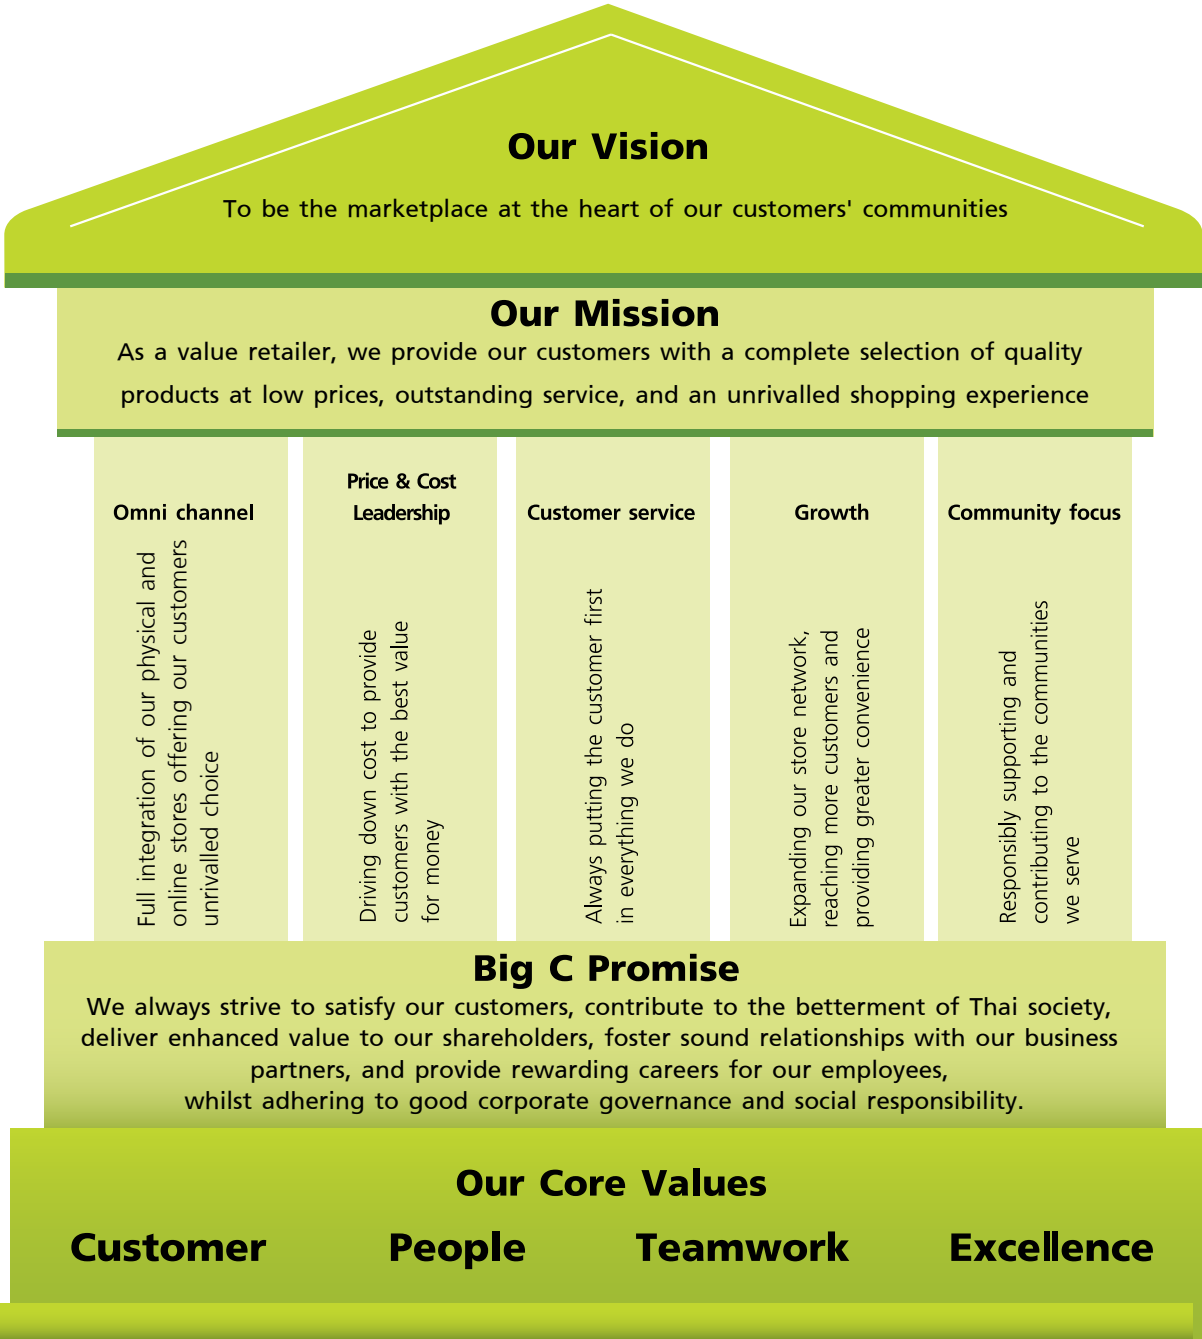 Our Vision
To be the marketplace at the heart of our customers' communities
Our Mission
As a value retailer, we provide our customers with a complete selection of quality
products at low prices, outstanding service, and an unrivalled shopping experience
Omni channel
Full integration of our physical and
online stores offering our customers
unrivalled choice
Price & Cost
Leadership
Driving down cost to provide
customers with the best value
for money
Customer service
Always putting the customer first
in everything we do
Growth
Expanding our store network,
reaching more customers and
providing greater convenience
Community focus
Responsibly supporting and
contributing to the communities
we serve
Big C Promise
We always strive to satisfy our customers, contribute to the betterment of Thai society,
deliver enhanced value to our shareholders, foster sound relationships with our business
partners, and provide rewarding careers for our employees,
whilst adhering to good corporate governance and social responsibility.
Our Core Values
Customer People Teamwork Excellence